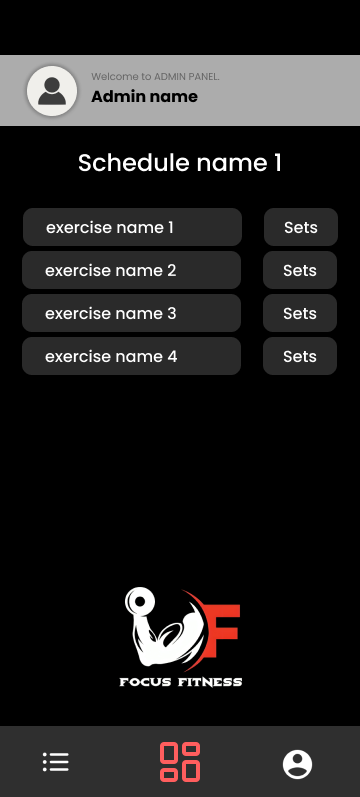 Welcome to ADMIN PANEL.
Admin name
Schedule name 1
exercise name 1 Sets
exercise name 2 Sets
exercise name 3 Sets
exercise name 4 Sets
F
FOCUS FITNESS